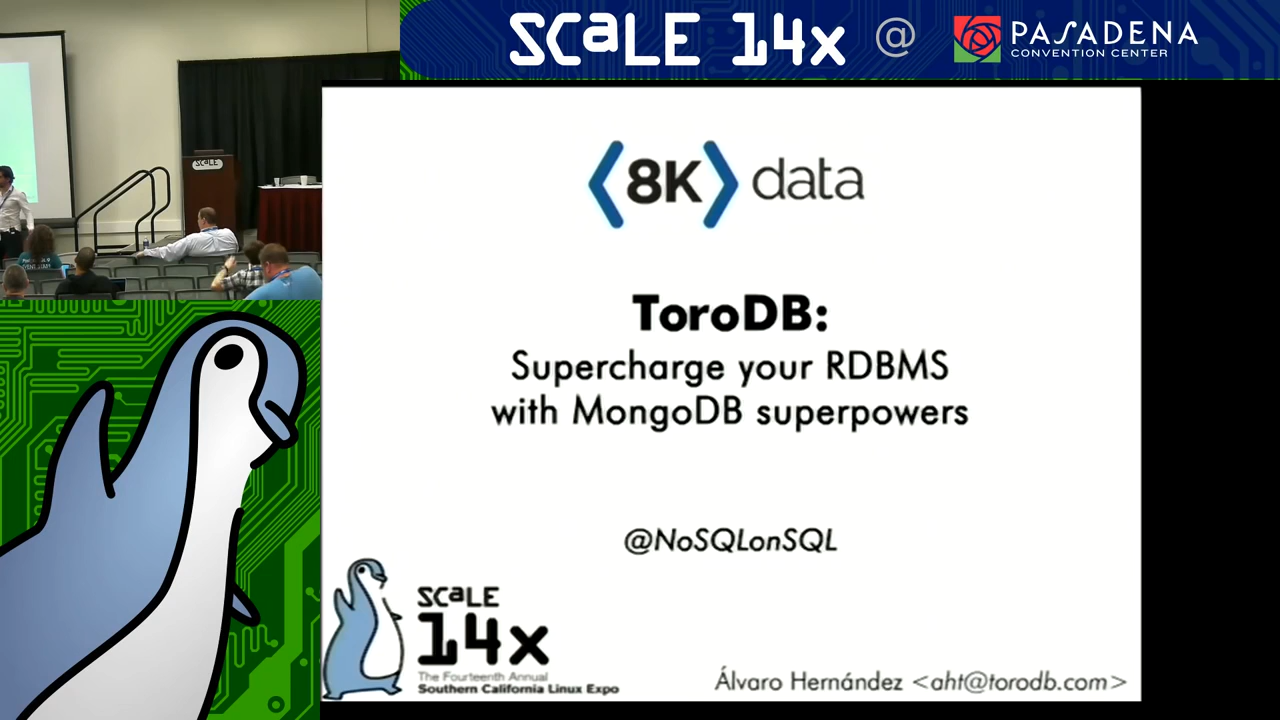 SCaLE 14x @ PASADENA
CONVENTION CENTER
SCaLE
8K data
ToroDB:
Supercharge your RDBMS
with MongoDB superpowers
@NoSQLonSQL
SCaLE
14x
The Fourteenth Annual
Southern California Linux Expo
Álvaro Hernández <aht@torodb.com>